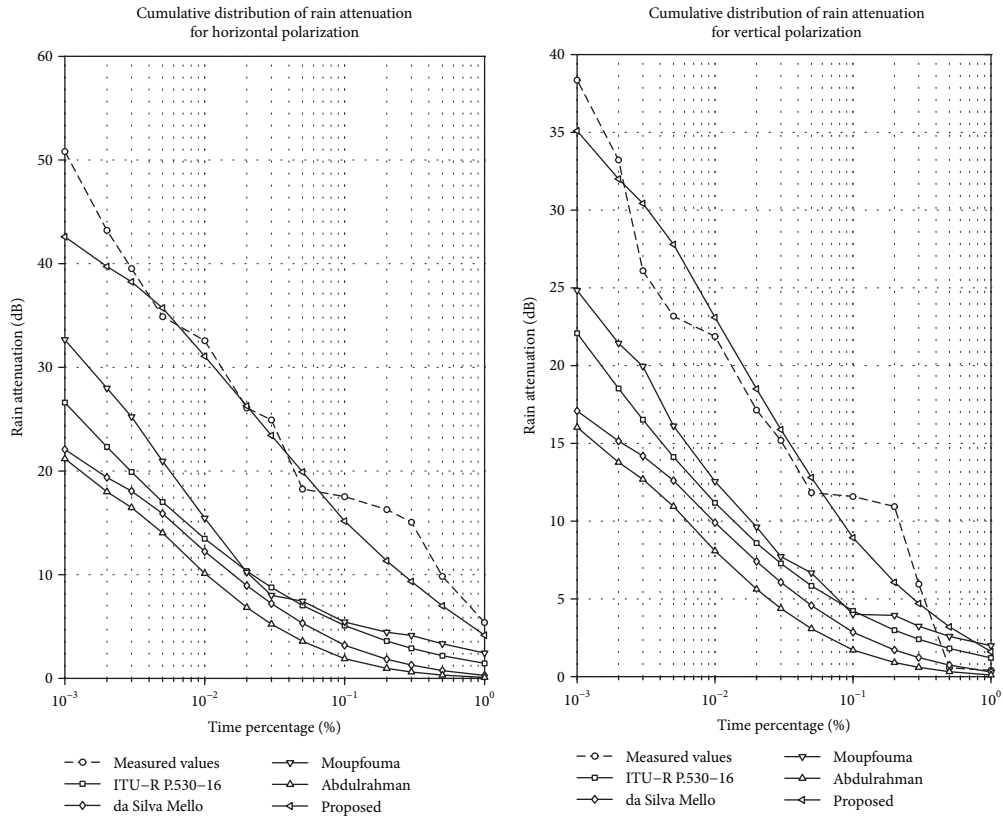 Cumulative distribution of rain attenuation
for horizontal polarization
60
50
40
30
20
10
0
Rain attenuation (dB)
10⁻³
10⁻²
10⁻¹
10⁰
Time percentage (%)
Measured values
ITU−R P.530−16
da Silva Mello
Moupfouma
Abdulrahman
Proposed
Cumulative distribution of rain attenuation
for vertical polarization
40
35
30
25
20
15
10
5
0
Rain attenuation (dB)
10⁻³
10⁻²
10⁻¹
10⁰
Time percentage (%)
Measured values
ITU−R P.530−16
da Silva Mello
Moupfouma
Abdulrahman
Proposed